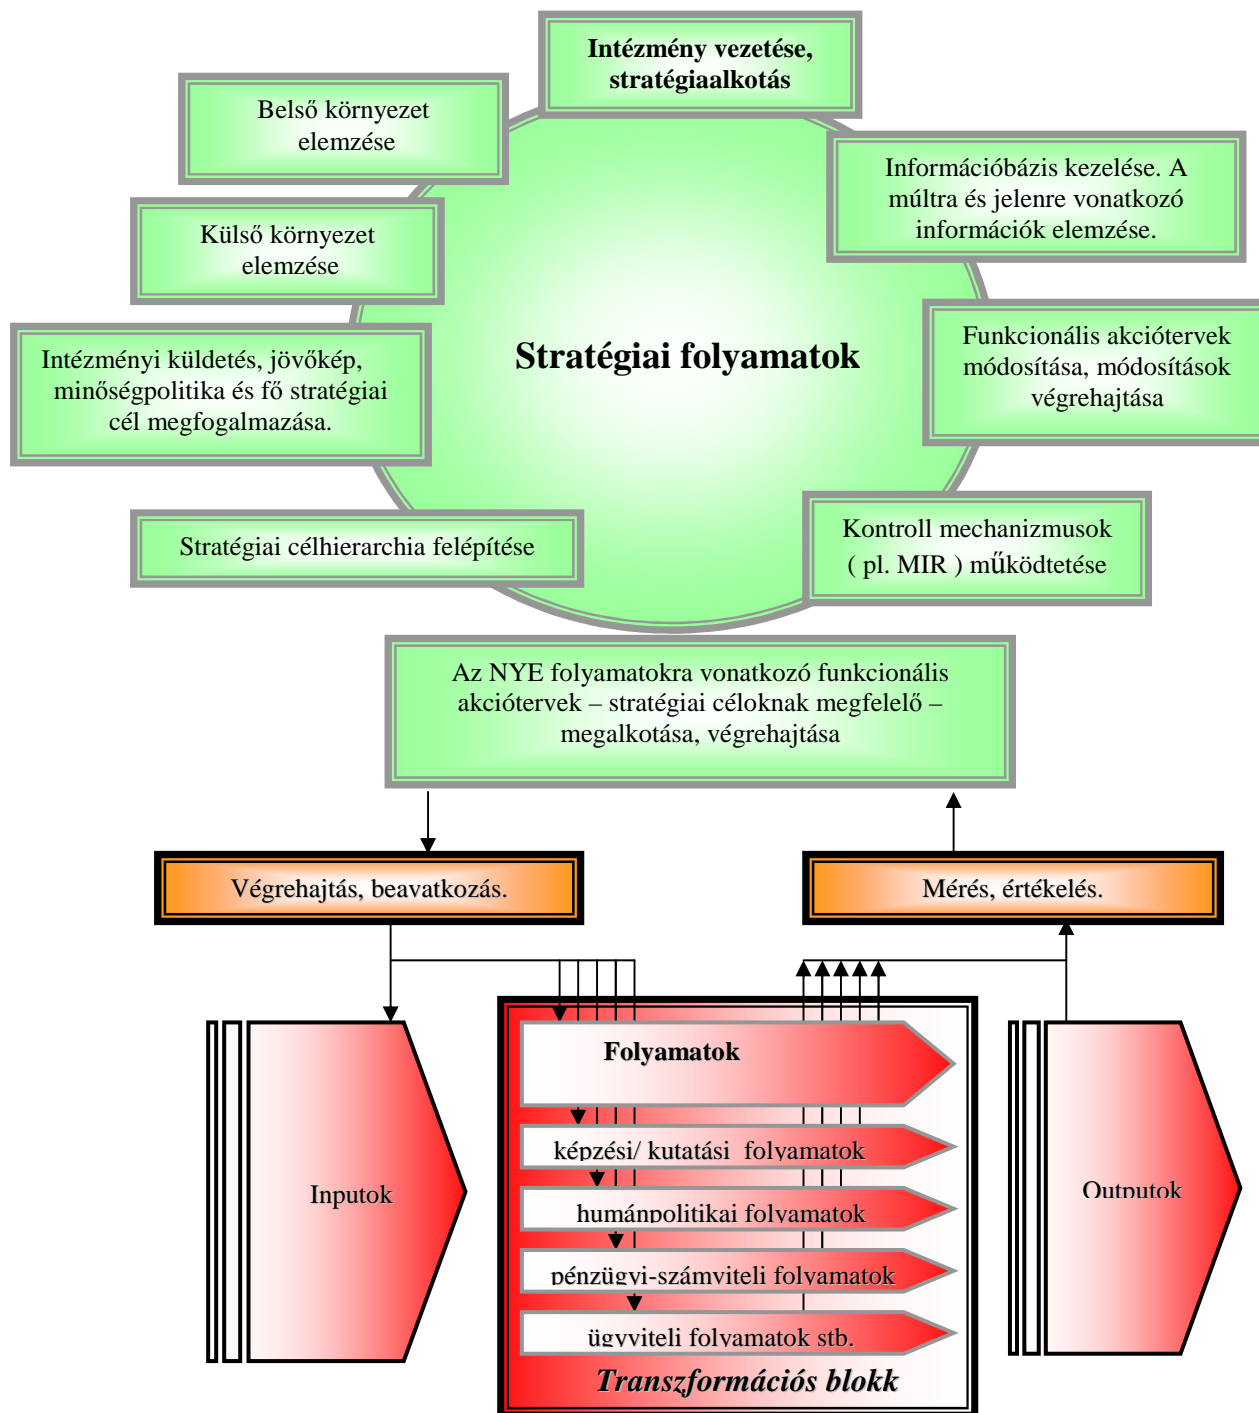 Intézmény vezetése,
stratégiaalkotás
Belső környezet
elemzése
Információbázis kezelése. A
múltra és jelenre vonatkozó
információk elemzése.
Külső környezet
elemzése
Stratégiai folyamatok
Funkcionális akciótervek
módosítása, módosítások
végrehajtása
Intézményi küldetés, jövőkép,
minőségpolitika és fő stratégiai
cél megfogalmazása.
Stratégiai célhierarchia felépítése
Kontroll mechanizmusok
( pl. MIR ) működtetése
Az NYE folyamatokra vonatkozó funkcionális
akciótervek – stratégiai céloknak megfelelő –
megalkotása, végrehajtása
Végrehajtás, beavatkozás.
Mérés, értékelés.
Folyamatok
képzési/ kutatási folyamatok
Inputok
humánpolitikai folyamatok
Outputok
pénzügyi-számviteli folyamatok
ügyviteli folyamatok stb.
Transzformációs blokk